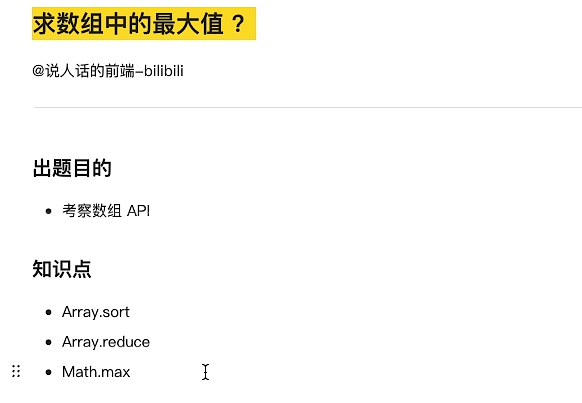 求数组中的最大值？
@说人话的前端-bilibili
出题目的
考察数组 API
知识点
Array.sort
Array.reduce
Math.max